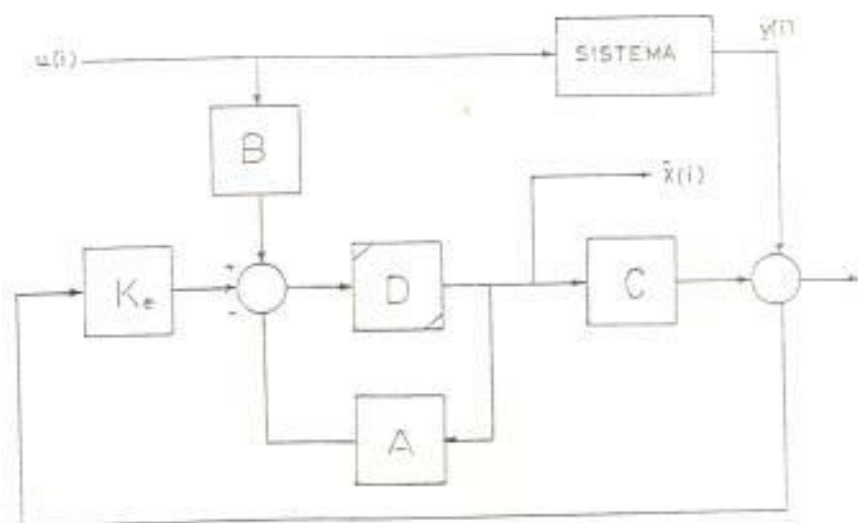 u(i)
SISTEMA
y(i)
B
x̂(i)
Ke
+
-
D
C
A